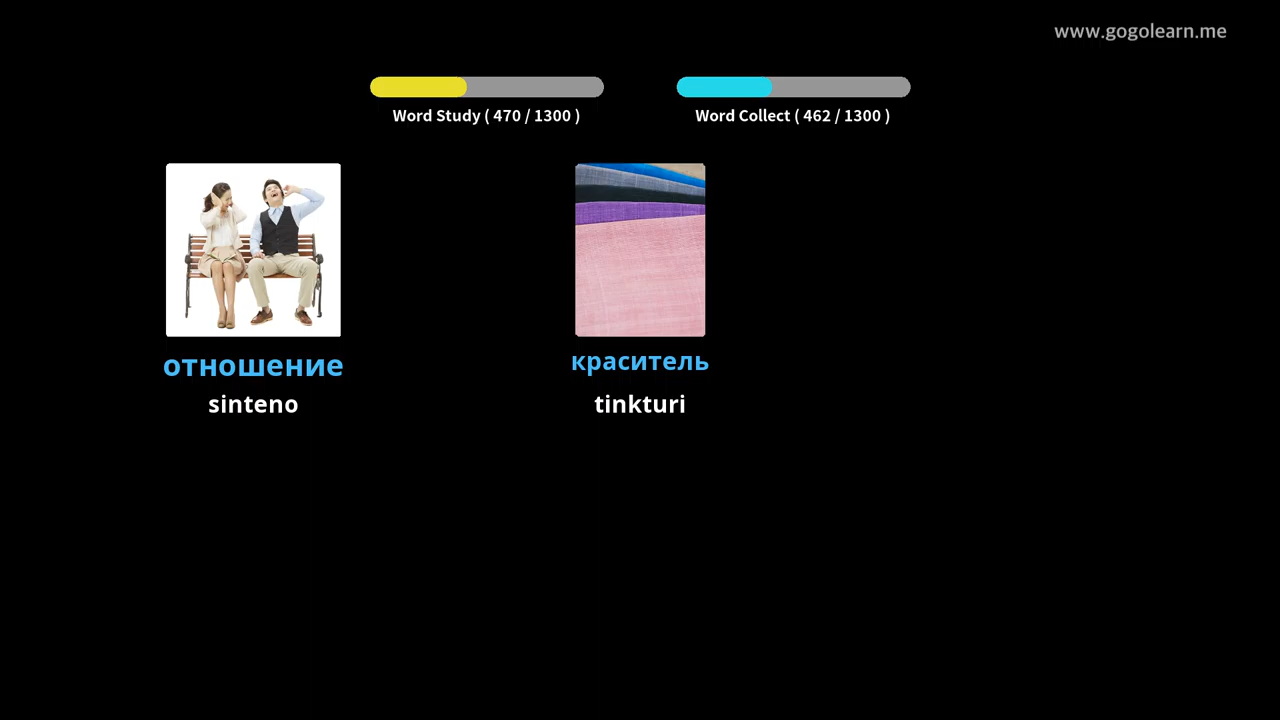 www.gogolearn.me
Word Study ( 470 / 1300 )
Word Collect ( 462 / 1300 )
отношение
sinteno
краситель
tinkturi